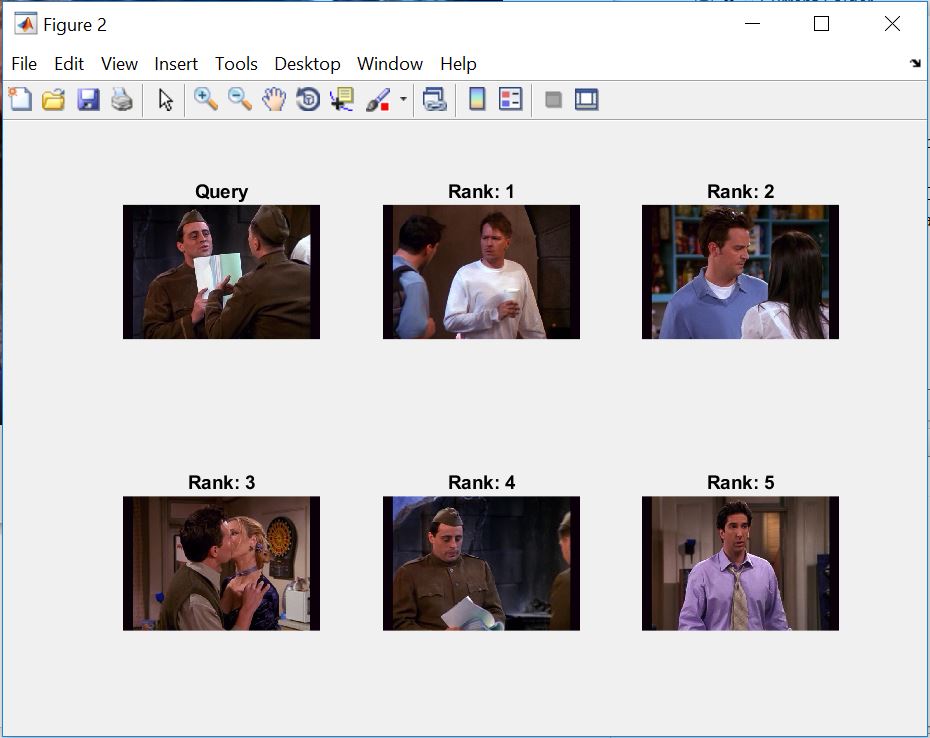 Figure 2
File Edit View Insert Tools Desktop Window Help
Query Rank: 1 Rank: 2
Rank: 3 Rank: 4 Rank: 5